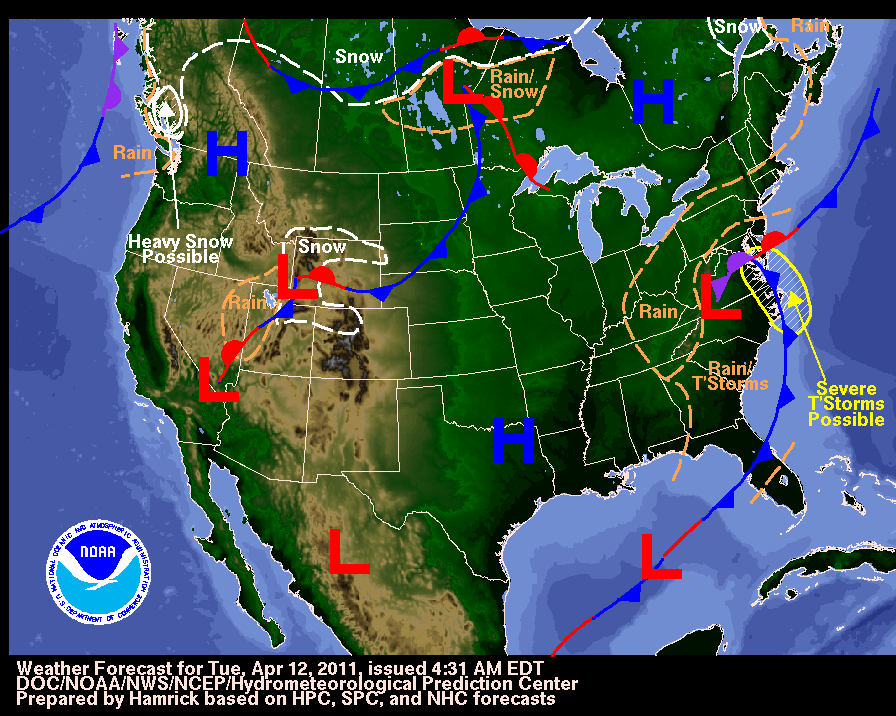 Snow
Rain
Snow
Rain/
Snow
H
L
H
Rain
Heavy Snow
Possible
Snow
L
Rain
L
Rain
L
Rain/
T'Storms
Severe
T'Storms
Possible
H
L
L
NATIONAL OCEANIC AND ATMOSPHERIC ADMINISTRATION
NOAA
U.S. DEPARTMENT OF COMMERCE
Weather Forecast for Tue, Apr 12, 2011, issued 4:31 AM EDT
DOC/NOAA/NWS/NCEP/Hydrometeorological Prediction Center
Prepared by Hamrick based on HPC, SPC, and NHC forecasts